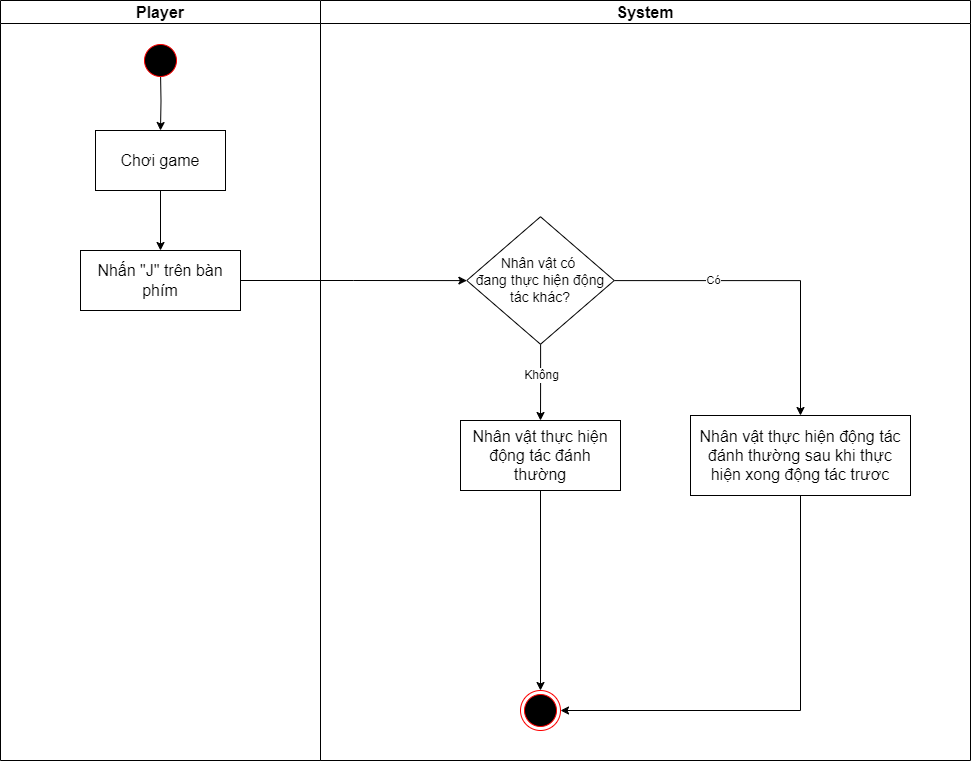 Player
System
Chơi game
Nhấn "J" trên bàn
phím
Nhân vật có
đang thực hiện động
tác khác?
Có
Không
Nhân vật thực hiện
động tác đánh
thường
Nhân vật thực hiện động tác
đánh thường sau khi thực
hiện xong động tác trươc